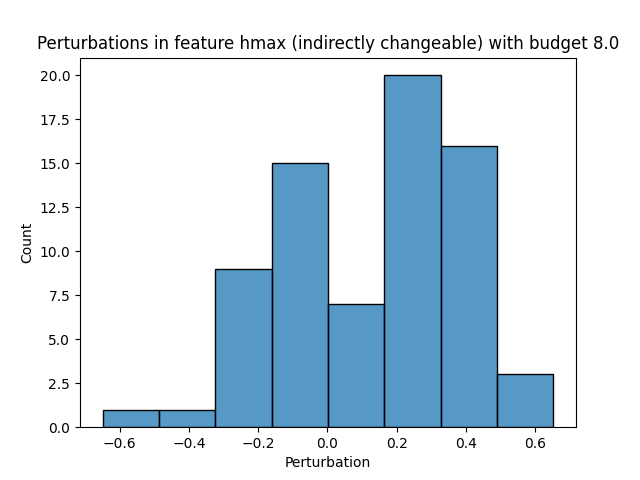 Perturbations in feature hmax (indirectly changeable) with budget 8.0
20.0
17.5
15.0
12.5
10.0
7.5
5.0
2.5
0.0
Count
−0.6 −0.4 −0.2 0.0 0.2 0.4 0.6
Perturbation